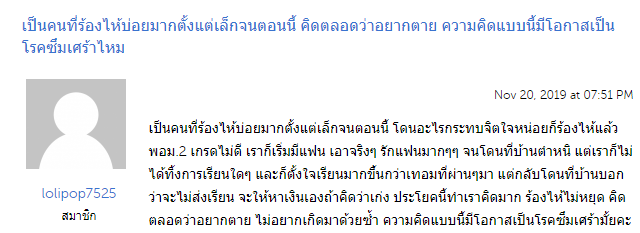 เป็นคนที่ร้องไห้บ่อยมากตั้งแต่เล็กจนตอนนี้ คิดตลอดว่าอยากตาย ความคิดแบบนี้มีโอกาสเป็น
โรคซึมเศร้าไหม
Nov 20, 2019 at 07:51 PM
เป็นคนที่ร้องไห้บ่อยมากตั้งแต่เล็กจนตอนนี้ โดนอะไรกระทบจิตใจหน่อยก็ร้องไห้แล้ว
พอม.2 เกรดไม่ดี เราก็เริ่มมีแฟน เอาจริงๆ รักแฟนมากๆๆ จนโดนที่บ้านตำหนิ แต่เราก็ไม่
ได้ทิ้งการเรียนใดๆ และก็ตั้งใจเรียนมากขึ้นกว่าเทอมที่ผ่านๆมา แต่กลับโดนที่บ้านบอก
ว่าจะไม่ส่งเรียน จะให้หาเงินเองถ้าคิดว่าเก่ง ประโยคนี้ทำเราคิดมาก ร้องไห้ไม่หยุด คิด
ตลอดว่าอยากตาย ไม่อยากเกิดมาด้วยซ้ำ ความคิดแบบนี้มีโอกาสเป็นโรคซึมเศร้ามั้ยคะ
lolipop7525
สมาชิก